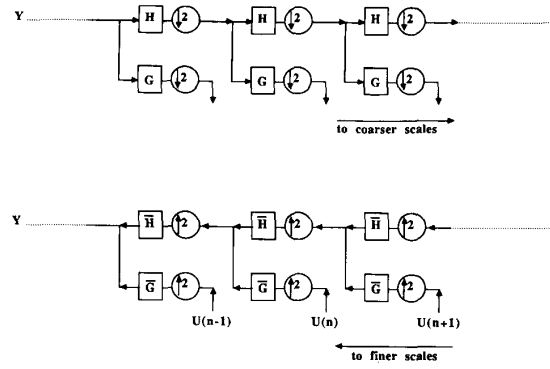 Y H ↓2 H ↓2 H ↓2
G ↓2 G ↓2 G ↓2
to coarser scales
Y H̅ ↑2 H̅ ↑2 H̅ ↑2
G̅ ↑2 G̅ ↑2 G̅ ↑2
U(n-1) U(n) U(n+1)
to finer scales